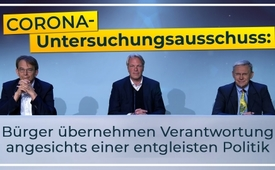 CORONA-
Untersuchungsausschuss:
Bürger übernehmen Verantwortung
angesichts einer entgleisten Politik